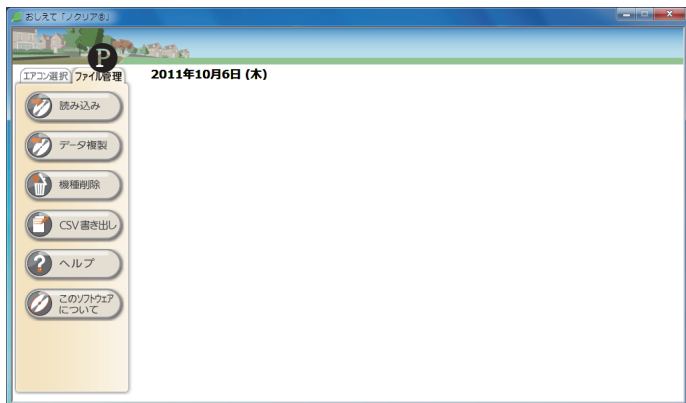 おしえて「ノクリア®」
P
エアコン選択 ファイル管理 2011年10月6日 (木)
読み込み
データ複製
機種削除
CSV書き出し
ヘルプ
このソフトウェア
について